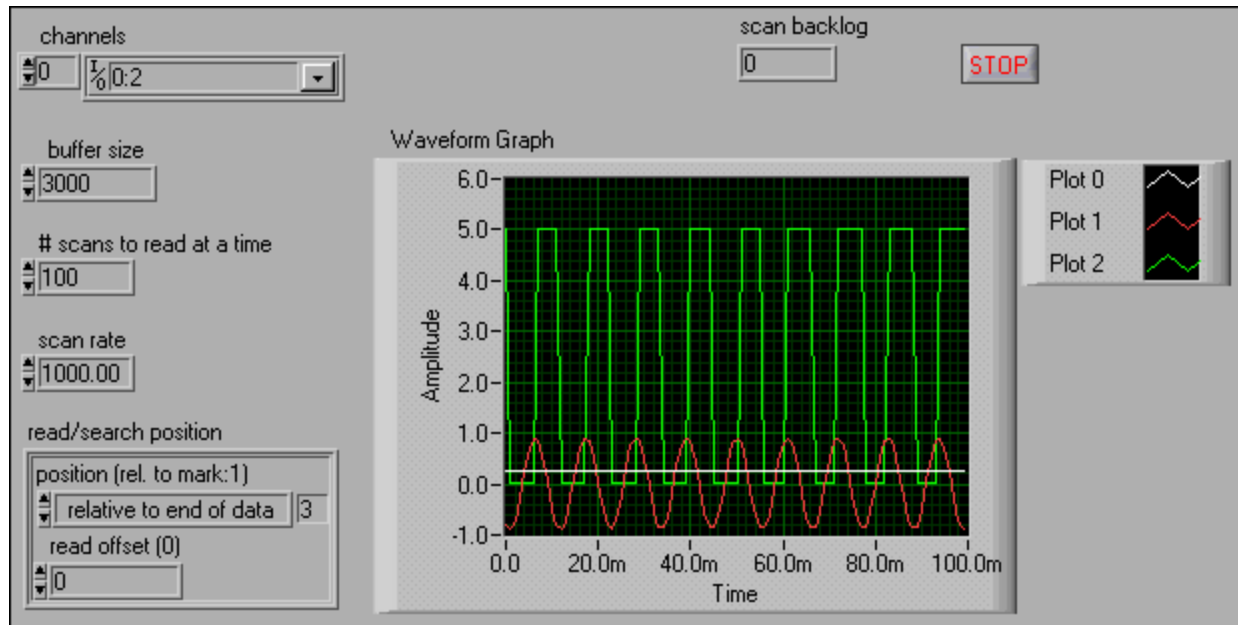 channels
0
I/O 0:2
scan backlog
0
STOP
buffer size
3000
# scans to read at a time
100
scan rate
1000.00
read/search position
position (rel. to mark:1)
relative to end of data 3
read offset (0)
0
Waveform Graph
6.0
5.0
4.0
3.0
2.0
1.0
0.0
-1.0
Amplitude
0.0 20.0m 40.0m 60.0m 80.0m 100.0m
Time
Plot 0
Plot 1
Plot 2